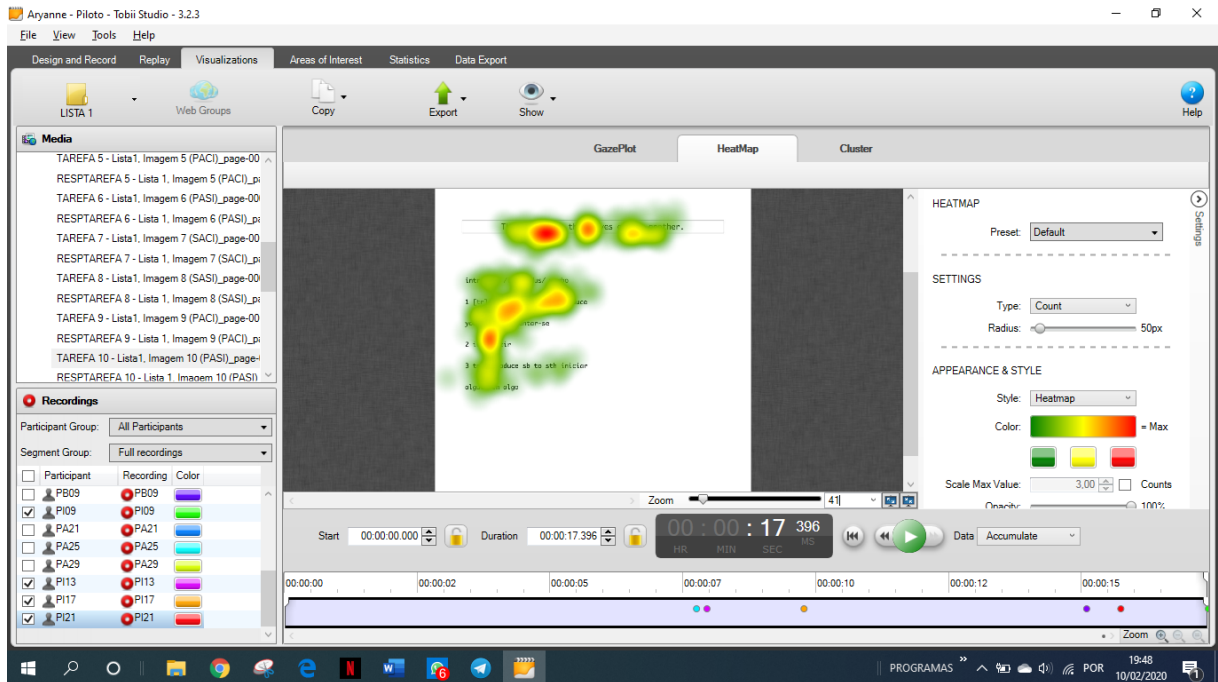 Aryanne - Piloto - Tobii Studio - 3.2.3
File View Tools Help
Design and Record Replay Visualizations Areas of Interest Statistics Data Export
LISTA 1 Web Groups Copy Export Show Help
Media
TAREFA 5 - Lista1, Imagem 5 (PACI)_page-00
RESPTAREFA 5 - Lista 1, Imagem 5 (PACI)_pa
TAREFA 6 - Lista1, Imagem 6 (PASI)_page-00
RESPTAREFA 6 - Lista 1, Imagem 6 (PASI)_pa
TAREFA 7 - Lista1, Imagem 7 (SACI)_page-00
RESPTAREFA 7 - Lista 1, Imagem 7 (SACI)_pa
TAREFA 8 - Lista1, Imagem 8 (SASI)_page-00
RESPTAREFA 8 - Lista 1, Imagem 8 (SASI)_pa
TAREFA 9 - Lista1, Imagem 9 (PACI)_page-00
RESPTAREFA 9 - Lista 1, Imagem 9 (PACI)_pa
TAREFA 10 - Lista1, Imagem 10 (PASI)_page-
RESPTAREFA 10 - Lista 1, Imagem 10 (PASI)
Recordings
Participant Group: All Participants
Segment Group: Full recordings
Participant Recording Color
PB09 PB09
PI09 PI09
PA21 PA21
PA25 PA25
PA29 PA29
PI13 PI13
PI17 PI17
PI21 PI21
GazePlot HeatMap Cluster
1
2
3 sb to sth iniciar
algo
Zoom 41
HEATMAP
Preset: Default
SETTINGS
Type: Count
Radius: 50px
APPEARANCE & STYLE
Style: Heatmap
Color: = Max
Scale Max Value: 3,00 Counts
Opacity: 100%
Settings
Start 00:00:00.000 Duration 00:00:17.396 00:00:17 396 Data Accumulate
HR MIN SEC MS
00:00:00 00:00:02 00:00:05 00:00:07 00:00:10 00:00:12 00:00:15
Zoom
PROGRAMAS POR 19:48
10/02/2020